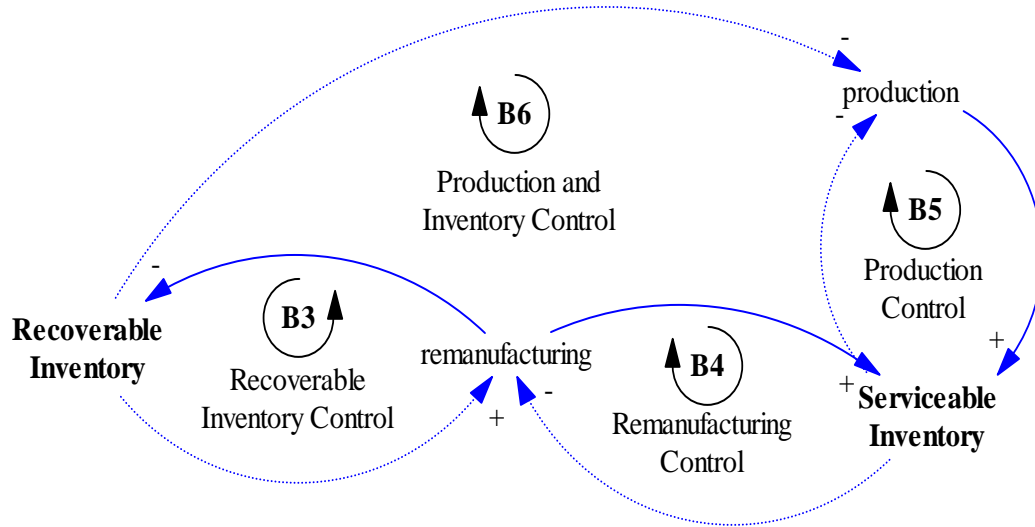 -
production
-
B6
Production and
Inventory Control
B5
Production
Control
-
B3
Recoverable
Inventory
remanufacturing
Recoverable
Inventory Control
+
-
B4
Remanufacturing
Control
+
+
Serviceable
Inventory